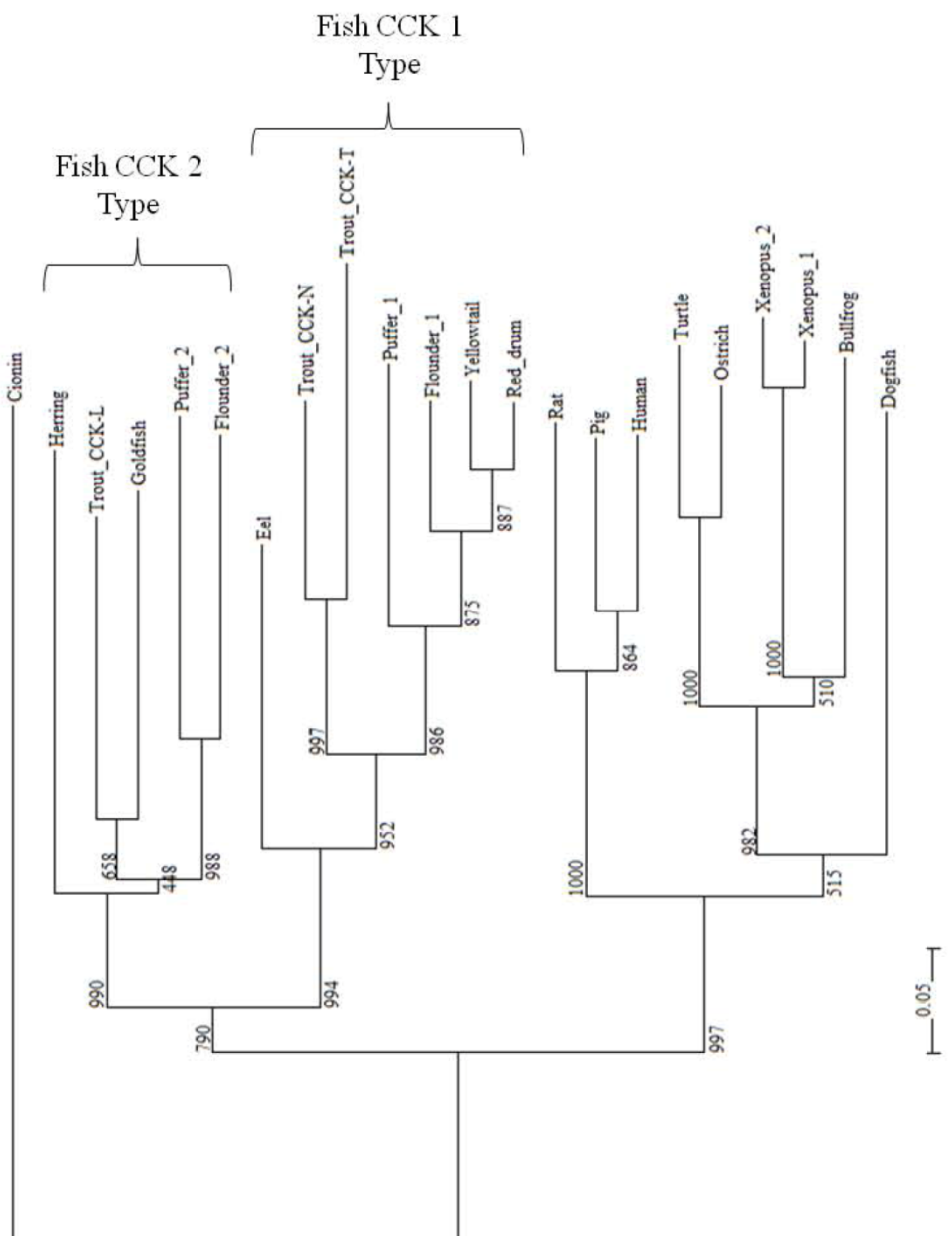 Fish CCK 1
Type
Fish CCK 2
Type
Cionin
Herring
Trout_CCK-L
Goldfish
Puffer_2
Flounder_2
Eel
Trout_CCK-N
Trout_CCK-T
Puffer_1
Flounder_1
Yellowtail
Red_drum
Rat
Pig
Human
Turtle
Ostrich
Xenopus_2
Xenopus_1
Bullfrog
Dogfish
887
875
864
997
986
1000
1000
510
658
448
988
952
982
1000
515
990
994
790
997
0.05